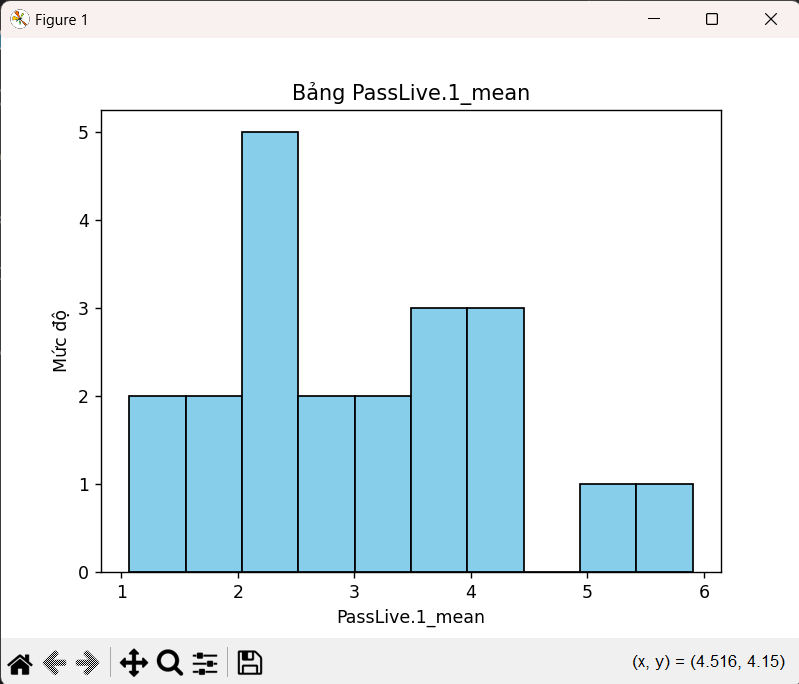 Figure 1
Bảng PassLive.1_mean
5
4
3
2
1
0
Mức độ
1 2 3 4 5 6
PassLive.1_mean
(x, y) = (4.516, 4.15)